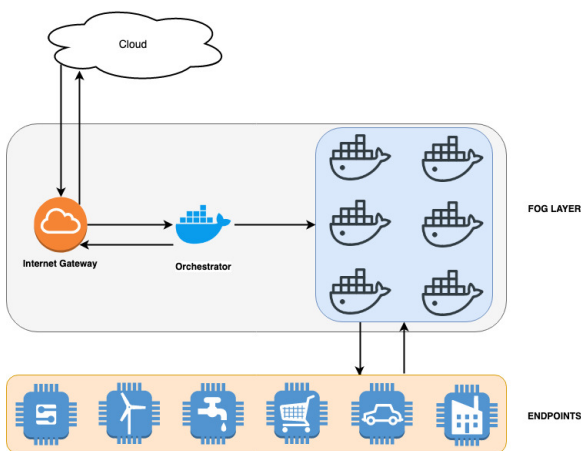 Cloud
FOG LAYER
Internet Gateway
Orchestrator
ENDPOINTS